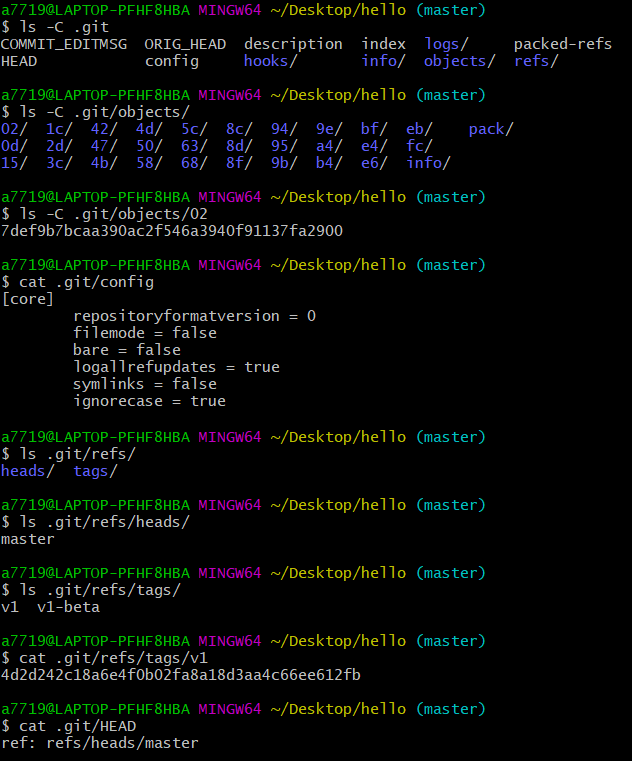 a7719@LAPTOP-PFHF8HBA MINGW64 ~/Desktop/hello (master)
$ ls -C .git
COMMIT_EDITMSG  ORIG_HEAD  description  index  logs/     packed-refs
HEAD            config     hooks/       info/  objects/  refs/

a7719@LAPTOP-PFHF8HBA MINGW64 ~/Desktop/hello (master)
$ ls -C .git/objects/
02/  1c/  42/  4d/  5c/  8c/  94/  9e/  bf/  eb/    pack/
0d/  2d/  47/  50/  63/  8d/  95/  a4/  e4/  fc/
15/  3c/  4b/  58/  68/  8f/  9b/  b4/  e6/  info/

a7719@LAPTOP-PFHF8HBA MINGW64 ~/Desktop/hello (master)
$ ls -C .git/objects/02
7def9b7bcaa390ac2f546a3940f91137fa2900

a7719@LAPTOP-PFHF8HBA MINGW64 ~/Desktop/hello (master)
$ cat .git/config
[core]
        repositoryformatversion = 0
        filemode = false
        bare = false
        logallrefupdates = true
        symlinks = false
        ignorecase = true

a7719@LAPTOP-PFHF8HBA MINGW64 ~/Desktop/hello (master)
$ ls .git/refs/
heads/  tags/

a7719@LAPTOP-PFHF8HBA MINGW64 ~/Desktop/hello (master)
$ ls .git/refs/heads/
master

a7719@LAPTOP-PFHF8HBA MINGW64 ~/Desktop/hello (master)
$ ls .git/refs/tags/
v1  v1-beta

a7719@LAPTOP-PFHF8HBA MINGW64 ~/Desktop/hello (master)
$ cat .git/refs/tags/v1
4d2d242c18a6e4f0b02fa8a18d3aa4c66ee612fb

a7719@LAPTOP-PFHF8HBA MINGW64 ~/Desktop/hello (master)
$ cat .git/HEAD
ref: refs/heads/master